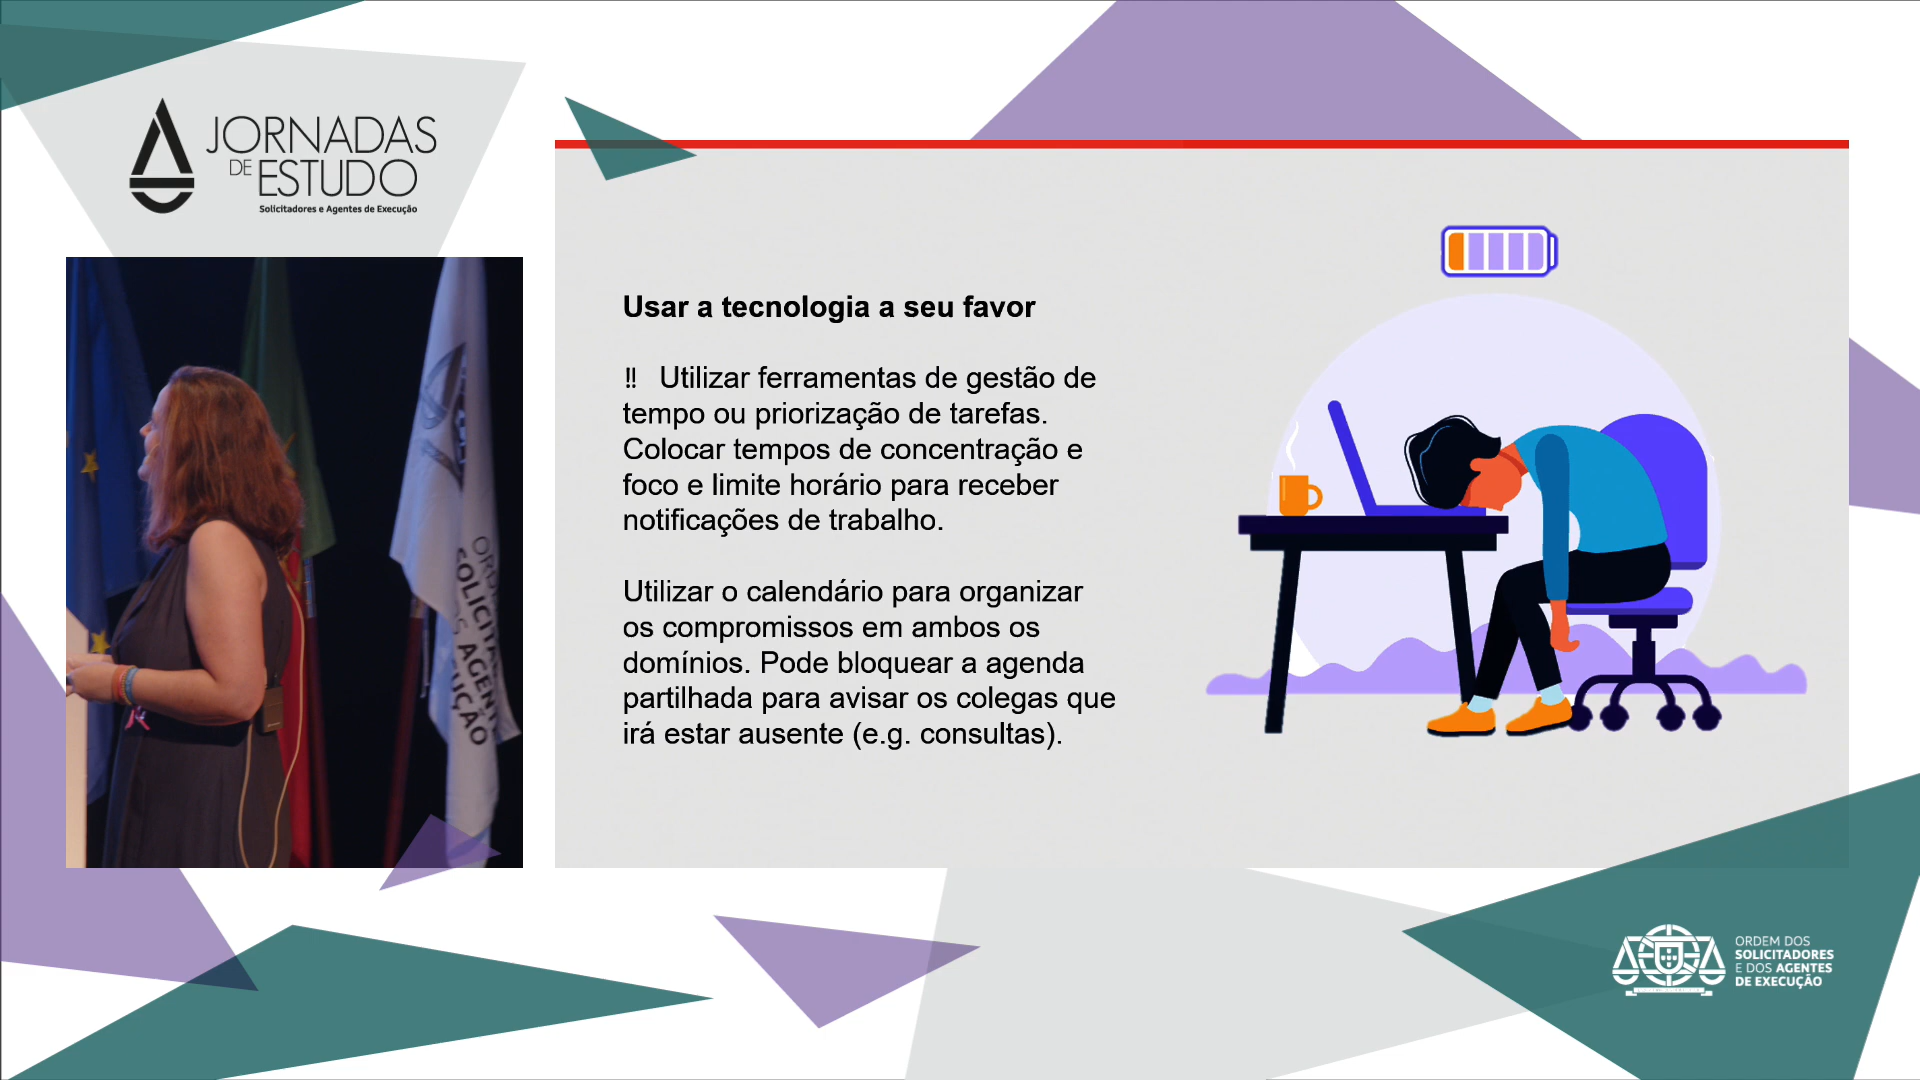 JORNADAS
DE ESTUDO
Solicitadores e Agentes de Execução
Usar a tecnologia a seu favor
‼ Utilizar ferramentas de gestão de
tempo ou priorização de tarefas.
Colocar tempos de concentração e
foco e limite horário para receber
notificações de trabalho.
Utilizar o calendário para organizar
os compromissos em ambos os
domínios. Pode bloquear a agenda
partilhada para avisar os colegas que
irá estar ausente (e.g. consultas).
ORDEM DOS
SOLICITADORES
E DOS AGENTES
DE EXECUÇÃO